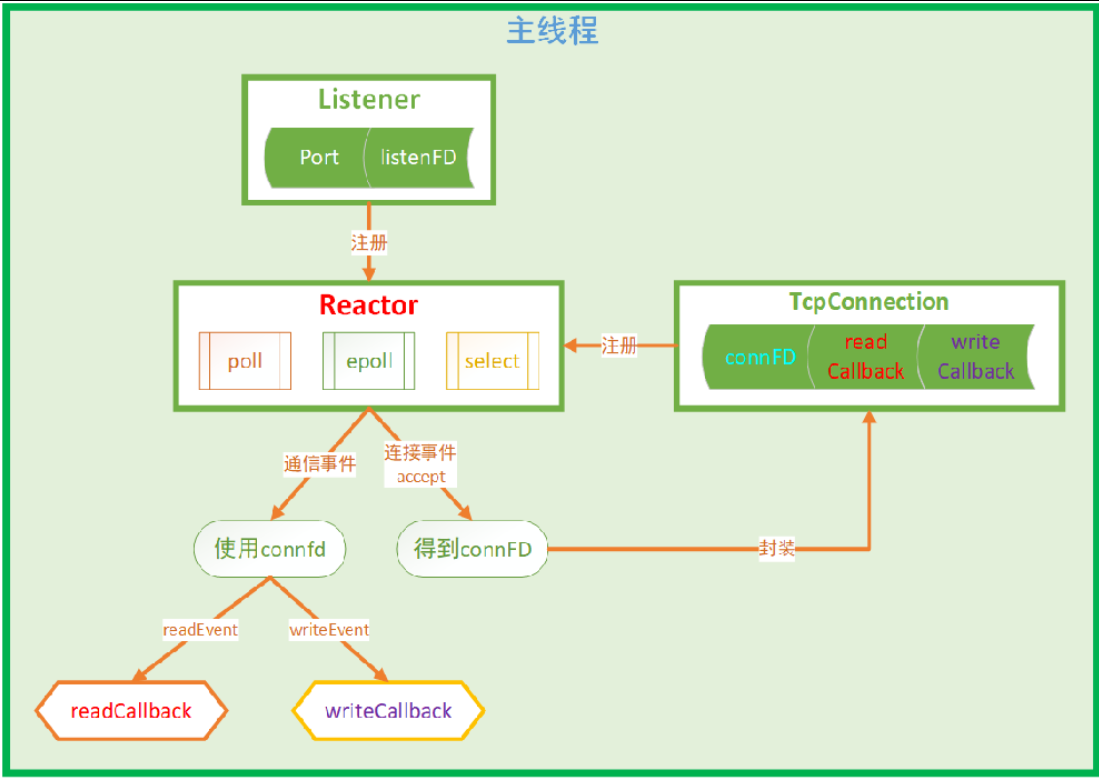 主线程
Listener
Port
listenFD
注册
Reactor
poll
epoll
select
注册
TcpConnection
connFD
read
Callback
write
Callback
通信事件
连接事件
accept
使用connfd
得到connFD
封装
readEvent
writeEvent
readCallback
writeCallback